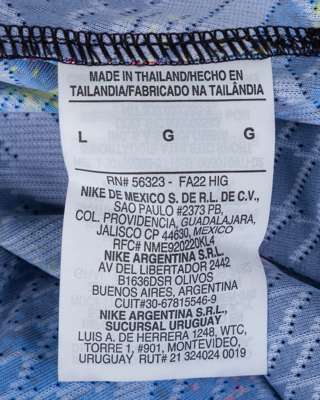 MADE IN THAILAND/HECHO EN
TAILANDIA/FABRICADO NA TAILÂNDIA
L G G
RN# 56323 - FA22 HIG
NIKE DE MEXICO S. DE R.L. DE C.V.,
SAO PAULO #2373 PB,
COL. PROVIDENCIA, GUADALAJARA,
JALISCO CP 44630, MEXICO
RFC# NME920220KL4
NIKE ARGENTINA S.R.L.
AV DEL LIBERTADOR 2442
B1636DSR OLIVOS
BUENOS AIRES, ARGENTINA
CUIT#30-67815546-9
NIKE ARGENTINA S.R.L.,
SUCURSAL URUGUAY
LUIS A. DE HERRERA 1248, WTC,
TORRE 1, #901, MONTEVIDEO,
URUGUAY RUT# 21 324024 0019